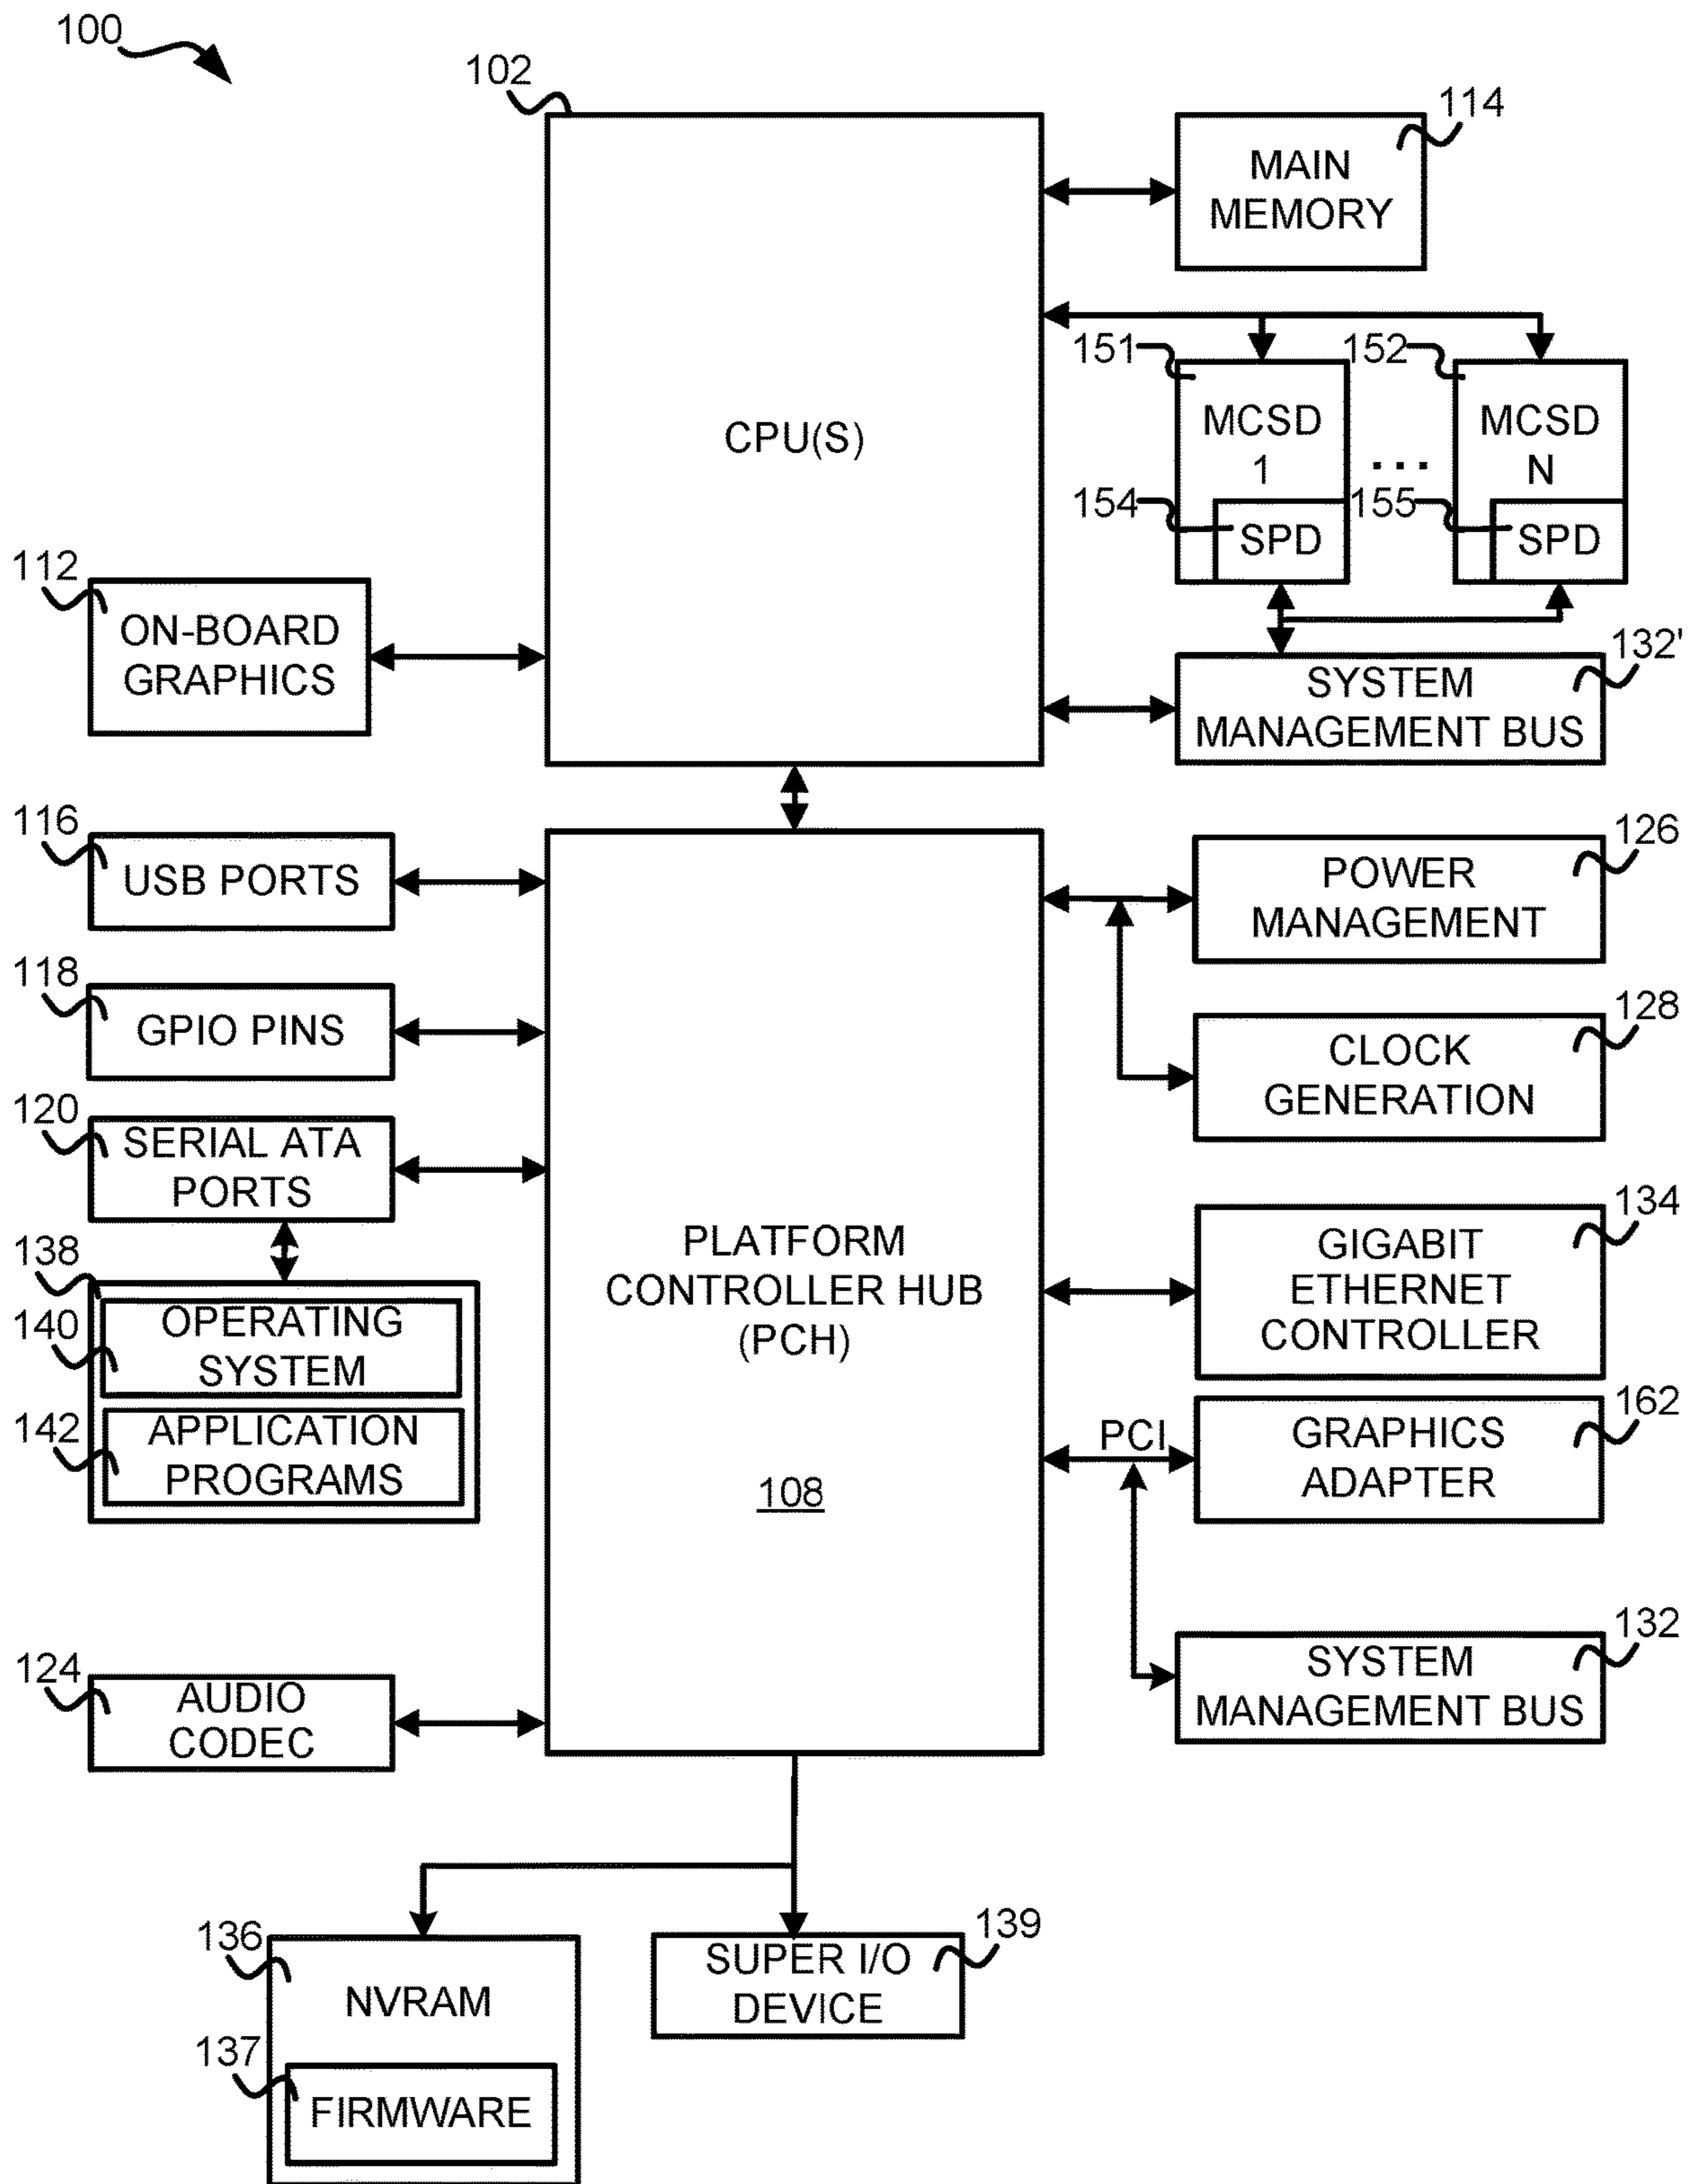 100
102
CPU(S)
114
MAIN
MEMORY
151
MCSD
1
...
152
MCSD
N
154
SPD
155
SPD
112
ON-BOARD
GRAPHICS
132'
SYSTEM
MANAGEMENT BUS
116
USB PORTS
126
POWER
MANAGEMENT
118
GPIO PINS
128
CLOCK
GENERATION
120
SERIAL ATA
PORTS
PLATFORM
CONTROLLER HUB
(PCH)
108
134
GIGABIT
ETHERNET
CONTROLLER
138
140
OPERATING
SYSTEM
142
APPLICATION
PROGRAMS
PCI
162
GRAPHICS
ADAPTER
132
SYSTEM
MANAGEMENT BUS
124
AUDIO
CODEC
136
NVRAM
137
FIRMWARE
139
SUPER I/O
DEVICE